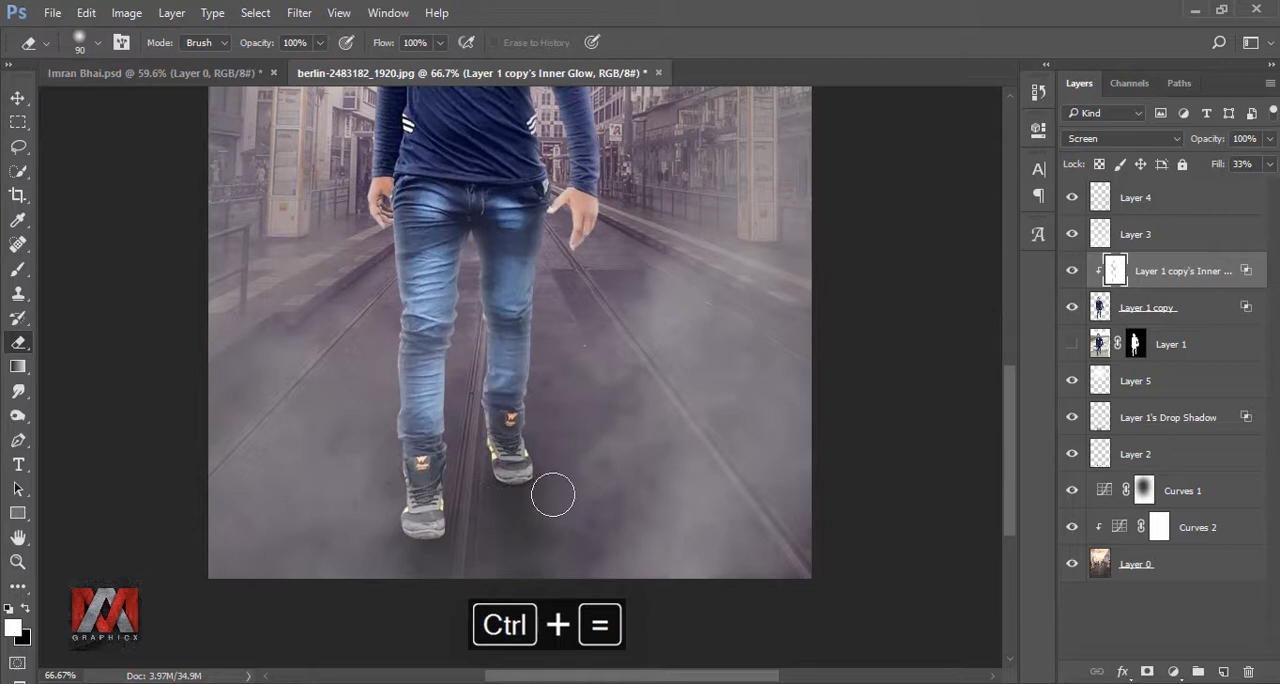 Ps File Edit Image Layer Type Select Filter View Window Help
90 Mode: Brush Opacity: 100% Flow: 100% Erase to History
Imran Bhai.psd @ 59.6% (Layer 0, RGB/8#) * × berlin-2483182_1920.jpg @ 66.7% (Layer 1 copy's Inner Glow, RGB/8#) * ×
Layers Channels Paths
Kind
Screen Opacity: 100%
Lock: Fill: 33%
Layer 4
Layer 3
Layer 1 copy's Inner ...
Layer 1 copy
Layer 1
Layer 5
Layer 1's Drop Shadow
Layer 2
Curves 1
Curves 2
Layer 0
GRAPHICX
Ctrl + =
66.67% Doc: 3.97M/34.9M